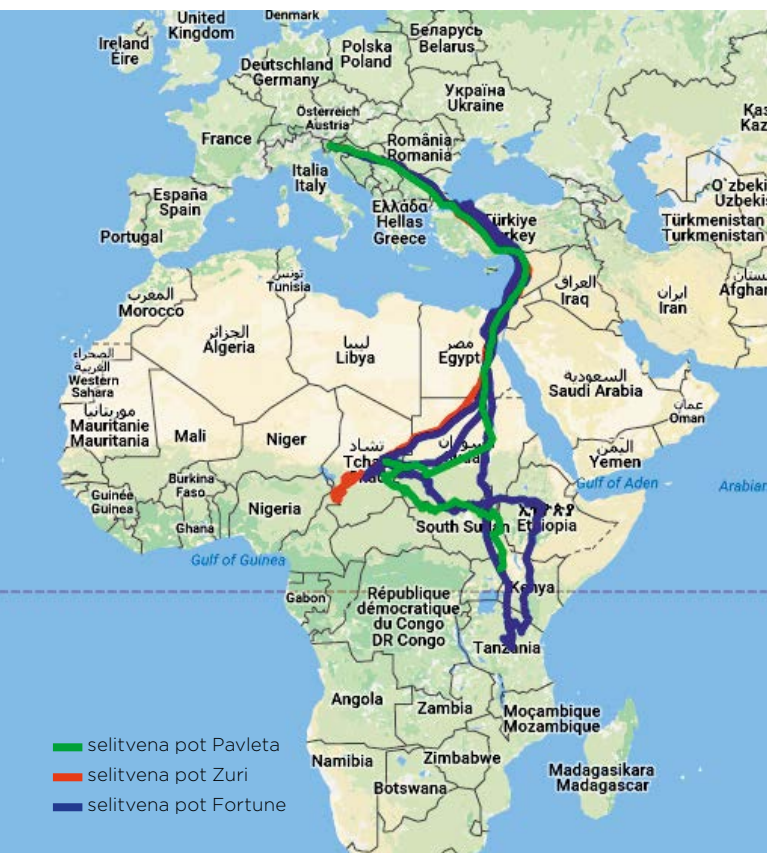 Denmark
United
Kingdom
Ireland
Éire
Беларусь
Belarus
Polska
Poland
Deutschland
Germany
Україна
Ukraine
Österreich
Austria
France
România
Romania
Italia
Italy
España
Spain
Portugal
Ελλάδα
Hellas
Greece
Türkiye
Türkmenistan
Turkmenistan
تونس
Tunisia
العراق
Iraq
ایران
Iran
المغرب
Morocco
الجزائر
Algeria
ليبيا
Libya
مصر
Egypt
السعودية
Saudi Arabia
عمان
Oman
الصحراء
الغربية
Western
Sahara
موريتانيا
Mauritanie
Mauritania
Mali
Niger
تشاد
اليمن
Yemen
Gulf of Aden
Arabian
Burkina
Faso
Guinée
Guinea
Nigeria
Ghana
South Sudan
Ethiopia
Gulf of Guinea
Kenya
Gabon
République
démocratique
du Congo
DR Congo
Tanzania
Angola
Zambia
Moçambique
Mozambique
Namibia
Zimbabwe
Botswana
Madagasikara
Madagascar
selitvena pot Pavleta
selitvena pot Zuri
selitvena pot Fortune